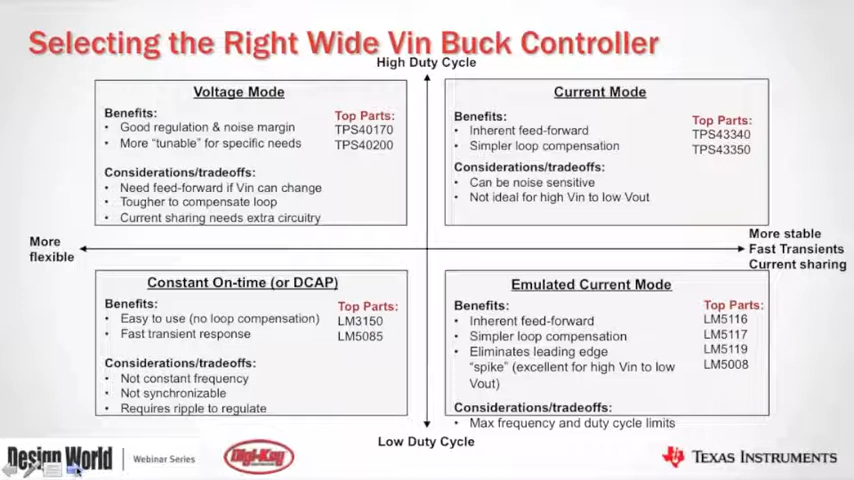 Selecting the Right Wide Vin Buck Controller
High Duty Cycle
Voltage Mode
Benefits:
• Good regulation & noise margin
• More “tunable” for specific needs
Top Parts:
TPS40170
TPS40200
Considerations/tradeoffs:
• Need feed-forward if Vin can change
• Tougher to compensate loop
• Current sharing needs extra circuitry
Current Mode
Benefits:
• Inherent feed-forward
• Simpler loop compensation
Top Parts:
TPS43340
TPS43350
Considerations/tradeoffs:
• Can be noise sensitive
• Not ideal for high Vin to low Vout
More
flexible
More stable
Fast Transients
Current sharing
Constant On-time (or DCAP)
Benefits:
• Easy to use (no loop compensation)
• Fast transient response
Top Parts:
LM3150
LM5085
Considerations/tradeoffs:
• Not constant frequency
• Not synchronizable
• Requires ripple to regulate
Emulated Current Mode
Benefits:
• Inherent feed-forward
• Simpler loop compensation
• Eliminates leading edge
“spike” (excellent for high Vin to low
Vout)
Top Parts:
LM5116
LM5117
LM5119
LM5008
Considerations/tradeoffs:
• Max frequency and duty cycle limits
Low Duty Cycle
Design World
Webinar Series
Digi-Key
TEXAS INSTRUMENTS